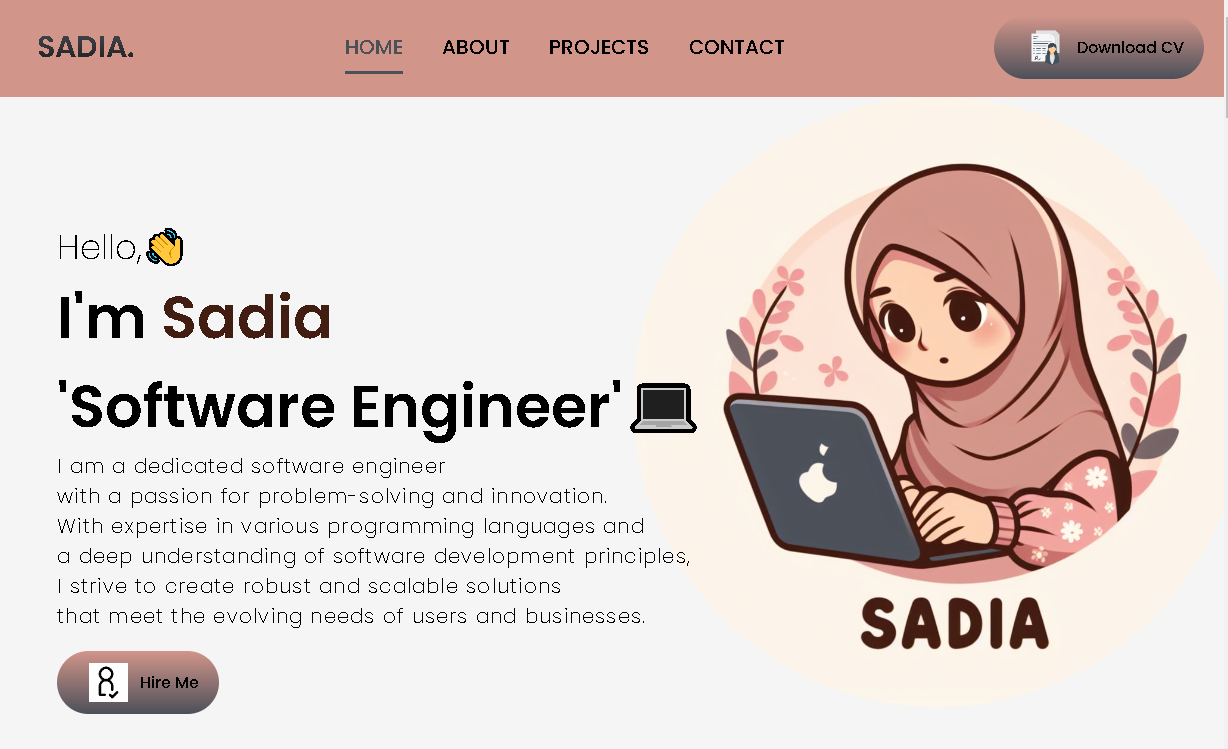 SADIA.
HOME
ABOUT
PROJECTS
CONTACT
Download CV
Hello,
I'm Sadia
'Software Engineer'
I am a dedicated software engineer
with a passion for problem-solving and innovation.
With expertise in various programming languages and
a deep understanding of software development principles,
I strive to create robust and scalable solutions
that meet the evolving needs of users and businesses.
Hire Me
SADIA